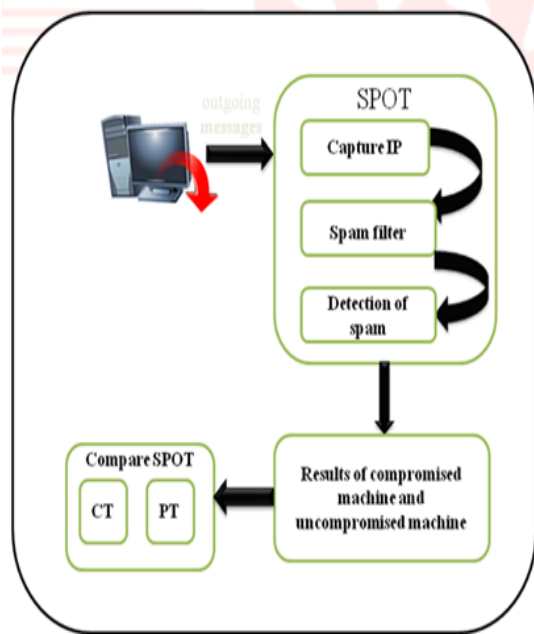 outgoing
messages
SPOT
Capture IP
Spam filter
Detection of
spam
Results of compromised
machine and
uncompromised machine
Compare SPOT
CT
PT